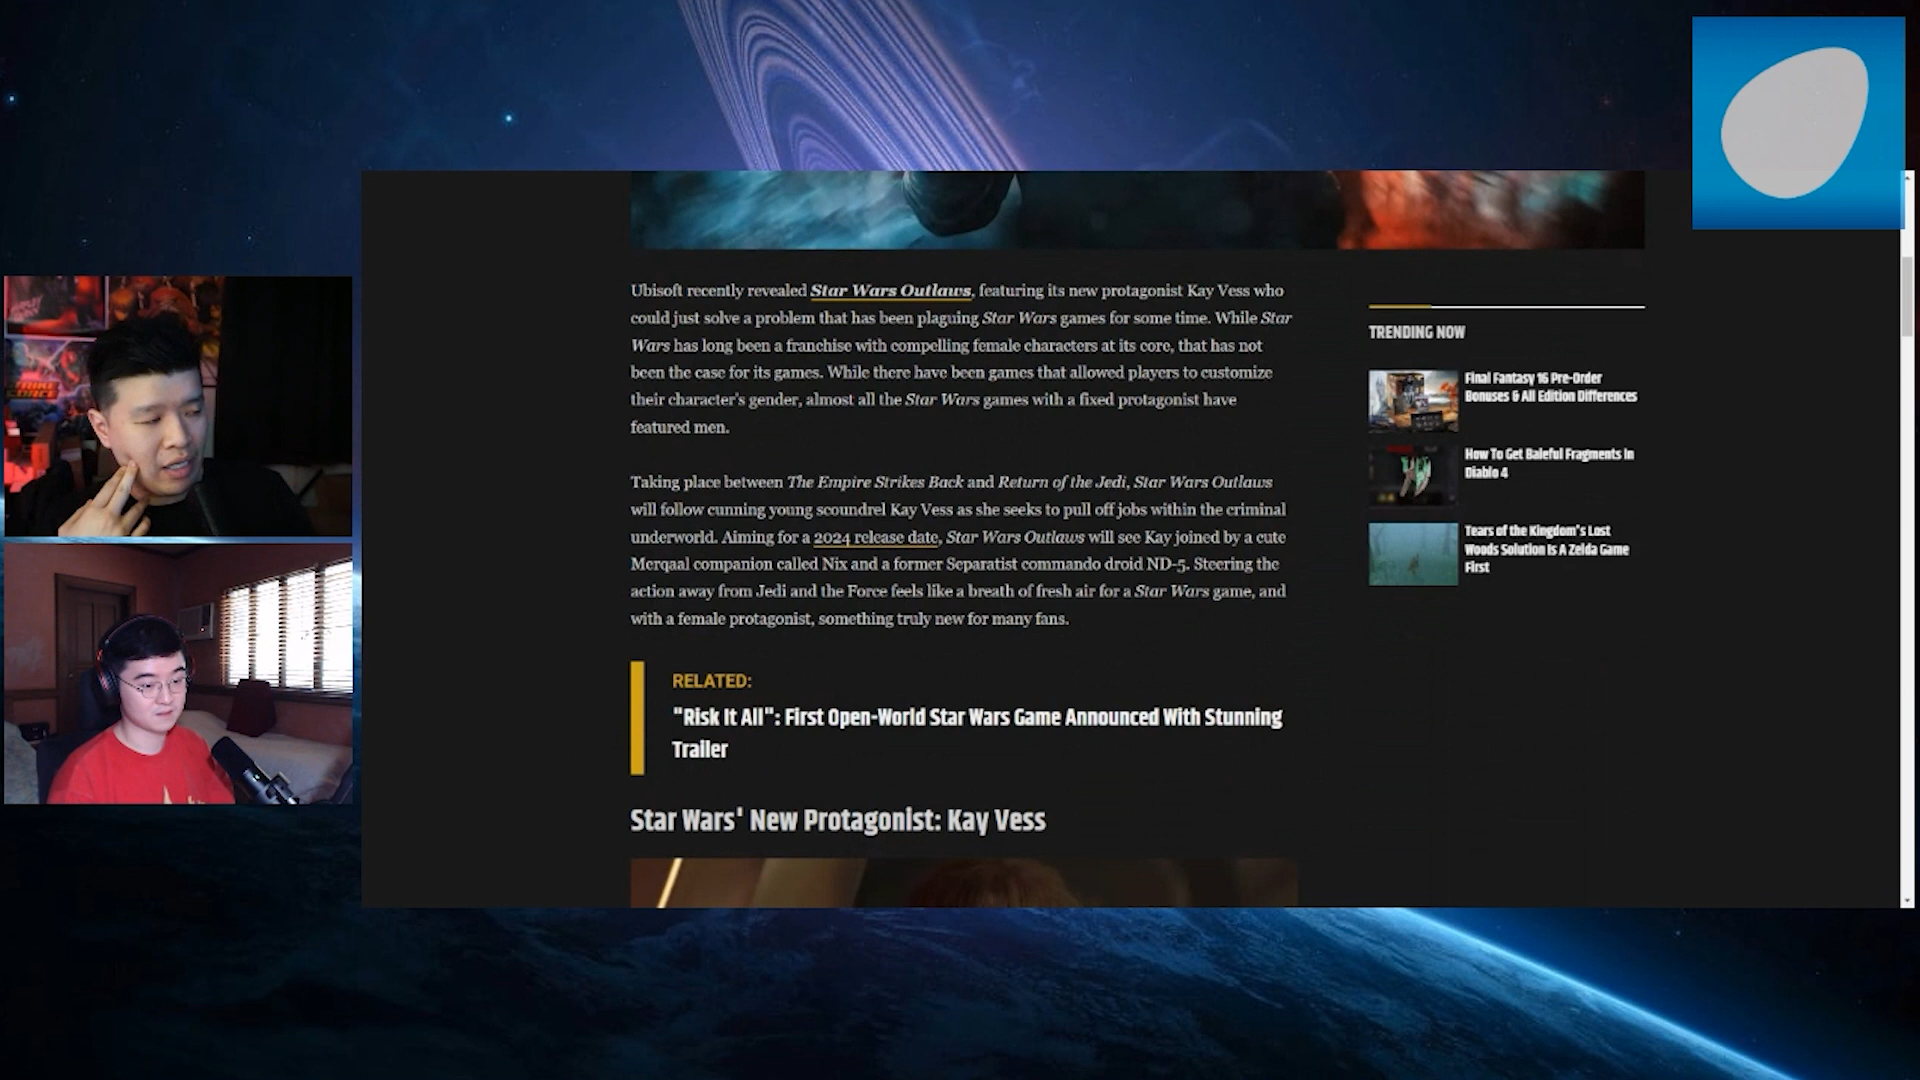 Ubisoft recently revealed Star Wars Outlaws, featuring its new protagonist Kay Vess who
could just solve a problem that has been plaguing Star Wars games for some time. While Star
Wars has long been a franchise with compelling female characters at its core, that has not
been the case for its games. While there have been games that allowed players to customize
their character's gender, almost all the Star Wars games with a fixed protagonist have
featured men.
Taking place between The Empire Strikes Back and Return of the Jedi, Star Wars Outlaws
will follow cunning young scoundrel Kay Vess as she seeks to pull off jobs within the criminal
underworld. Aiming for a 2024 release date, Star Wars Outlaws will see Kay joined by a cute
Merqaal companion called Nix and a former Separatist commando droid ND-5. Steering the
action away from Jedi and the Force feels like a breath of fresh air for a Star Wars game, and
with a female protagonist, something truly new for many fans.
RELATED:
"Risk It All": First Open-World Star Wars Game Announced With Stunning
Trailer
Star Wars' New Protagonist: Kay Vess
TRENDING NOW
Final Fantasy 16 Pre-Order
Bonuses & All Edition Differences
How To Get Baleful Fragments In
Diablo 4
Tears of the Kingdom's Lost
Woods Solution Is A Zelda Game
First